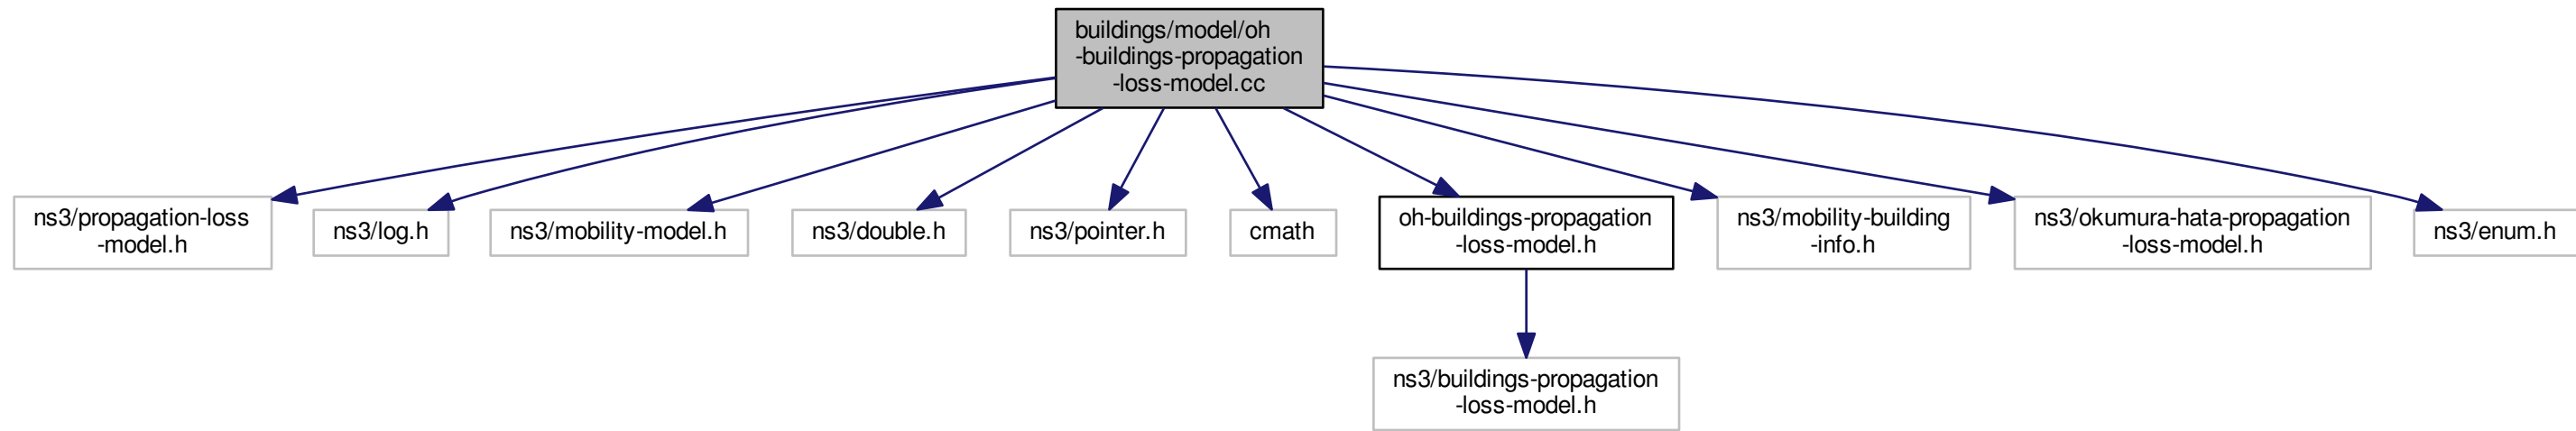 buildings/model/oh
-buildings-propagation
-loss-model.cc
ns3/propagation-loss
-model.h
ns3/log.h
ns3/mobility-model.h
ns3/double.h
ns3/pointer.h
cmath
oh-buildings-propagation
-loss-model.h
ns3/mobility-building
-info.h
ns3/okumura-hata-propagation
-loss-model.h
ns3/enum.h
ns3/buildings-propagation
-loss-model.h